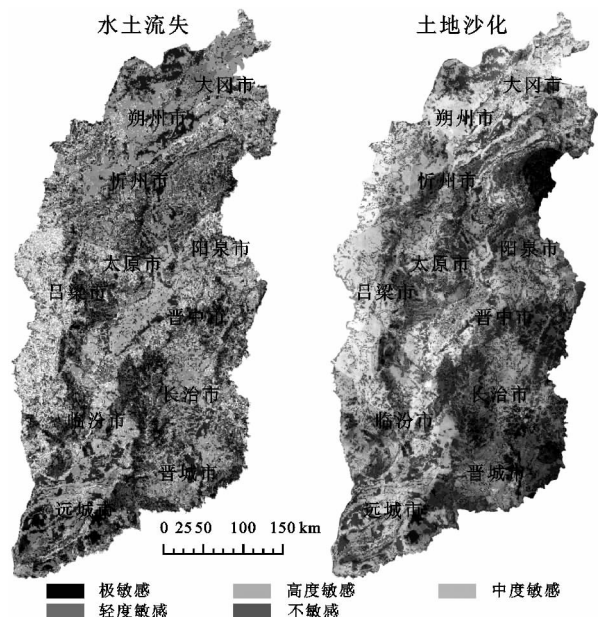 水土流失
土地沙化
大冈市
朔州市
忻州市
阳泉市
太原市
吕梁市
晋中市
长治市
临汾市
晋城市
远城市
大冈市
朔州市
忻州市
阳泉市
太原市
吕梁市
晋中市
长治市
临汾市
晋城市
远城市
0 25 50 100 150 km
极敏感 高度敏感 中度敏感
轻度敏感 不敏感